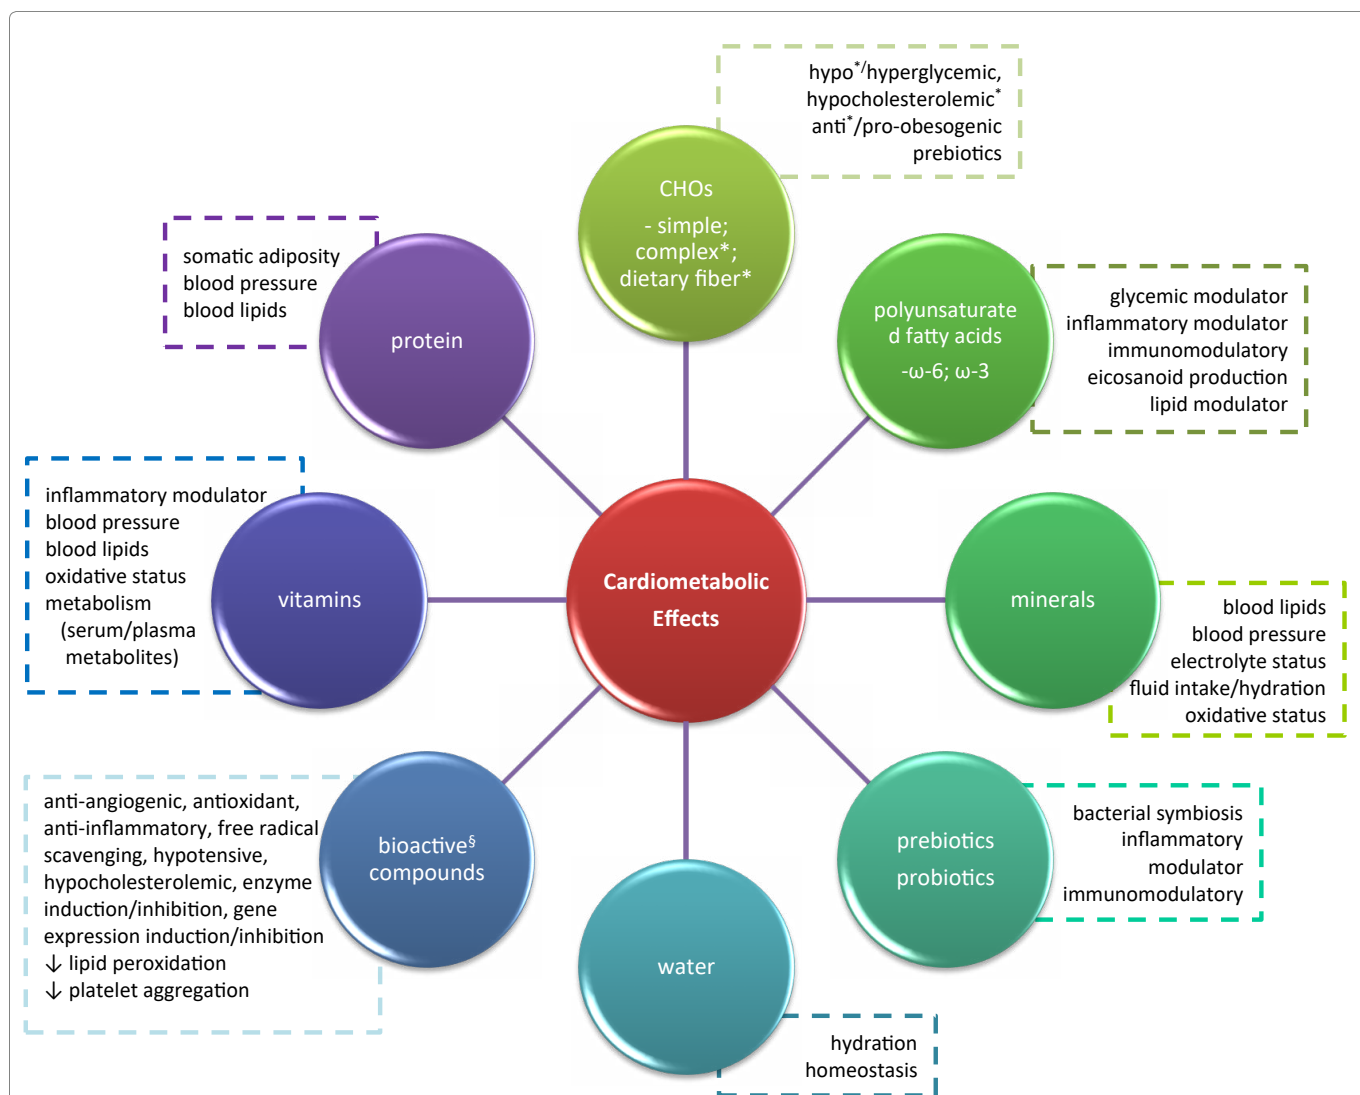 hypo*/hyperglycemic,
hypocholesterolemic*
anti*/pro-obesogenic
prebiotics
CHOs
- simple;
complex*;
dietary fiber*
somatic adiposity
blood pressure
blood lipids
protein
polyunsaturate
d fatty acids
-ω-6; ω-3
glycemic modulator
inflammatory modulator
immunomodulatory
eicosanoid production
lipid modulator
inflammatory modulator
blood pressure
blood lipids
oxidative status
metabolism
(serum/plasma
metabolites)
vitamins
Cardiometabolic
Effects
minerals
blood lipids
blood pressure
electrolyte status
fluid intake/hydration
oxidative status
anti-angiogenic, antioxidant,
anti-inflammatory, free radical
scavenging, hypotensive,
hypocholesterolemic, enzyme
induction/inhibition, gene
expression induction/inhibition
↓ lipid peroxidation
↓ platelet aggregation
bioactive§
compounds
prebiotics
probiotics
bacterial symbiosis
inflammatory
modulator
immunomodulatory
water
hydration
homeostasis